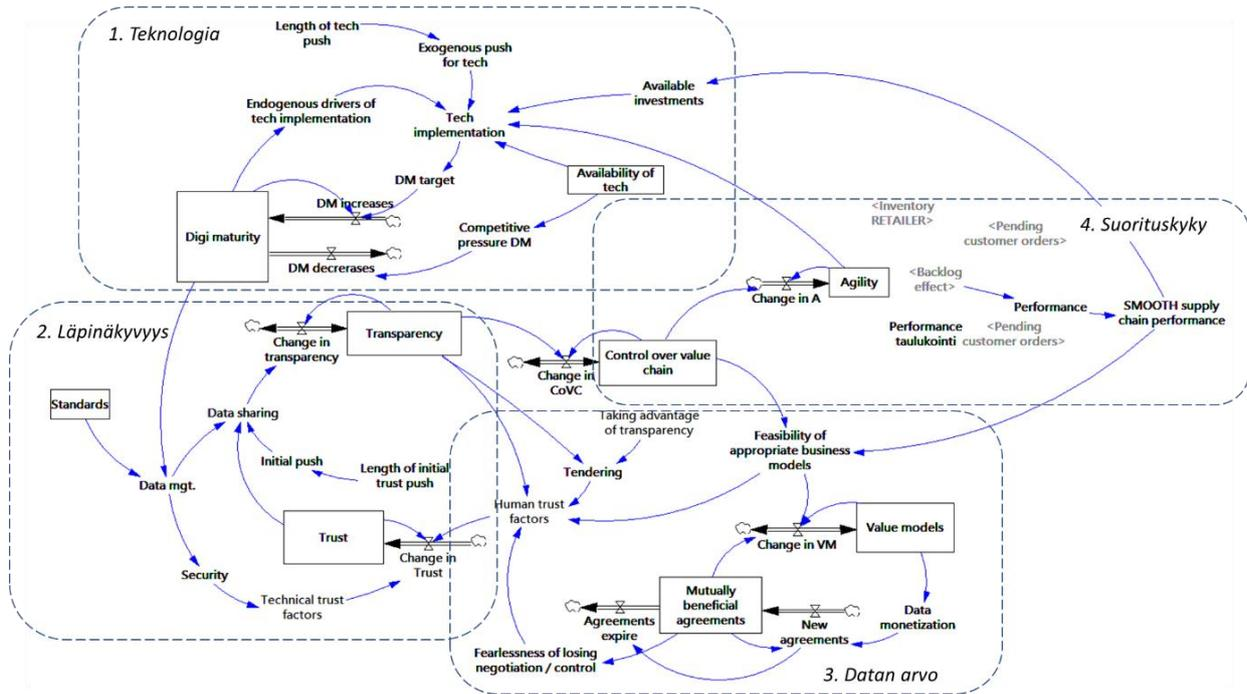 1. Teknologia
Length of tech
push
Exogenous push
for tech
Available
investments
Endogenous drivers of
tech implementation
Tech
implementation
DM target
Availability of
tech
DM increases
Digi maturity
Competitive
pressure DM
DM decrerases
<Inventory
RETAILER>
<Pending
customer orders>
4. Suorituskyky
<Backlog
effect>
Change in A
Agility
Performance
SMOOTH supply
chain performance
Performance
taulukointi
<Pending
customer orders>
2. Läpinäkyvyys
Change in
transparency
Transparency
Change in
CoVC
Control over value
chain
Standards
Data sharing
Taking advantage
of transparency
Feasibility of
appropriate business
models
Initial push
Length of initial
trust push
Tendering
Data mgt.
Human trust
factors
Trust
Change in
Trust
Change in VM
Value models
Security
Technical trust
factors
Mutually
beneficial
agreements
Agreements
expire
New
agreements
Data
monetization
Fearlessness of losing
negotiation / control
3. Datan arvo